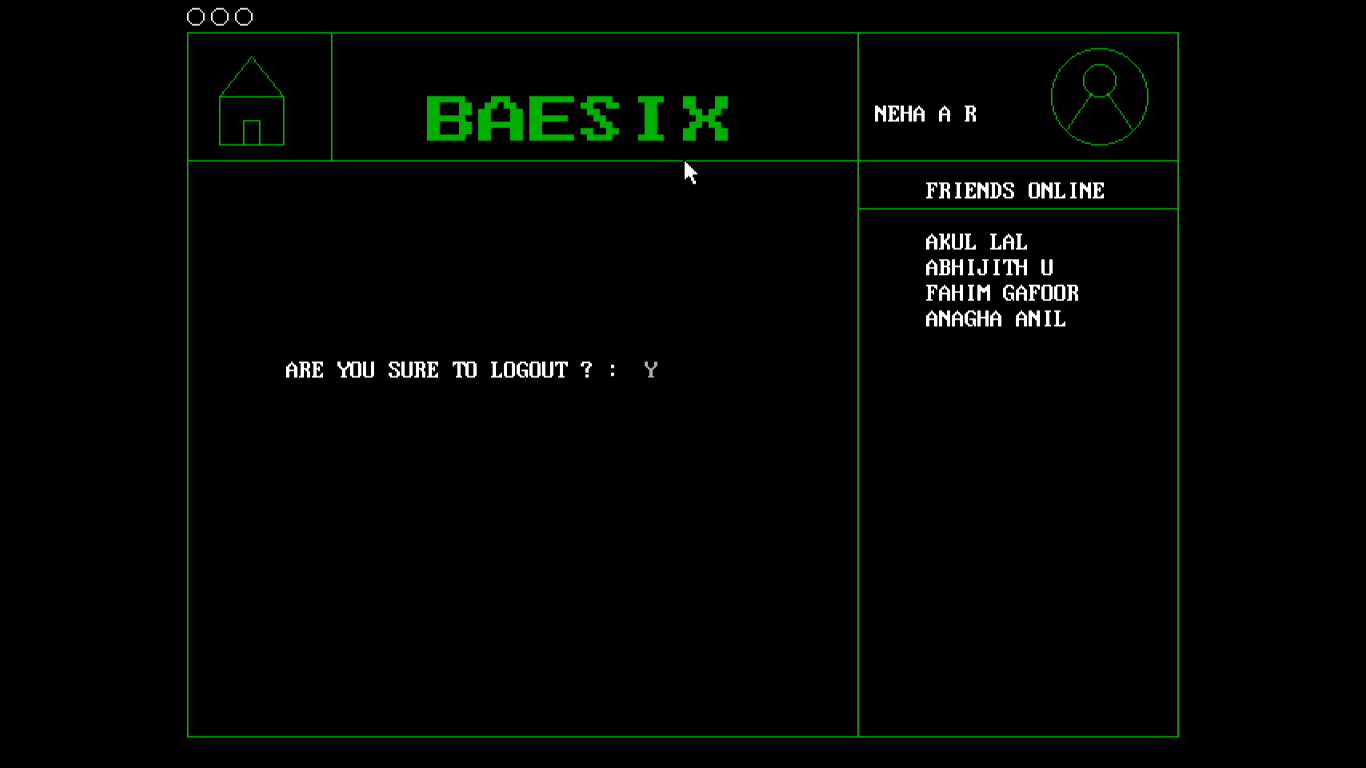 BAESIX
NEHA A R
FRIENDS ONLINE
AKUL LAL
ABHIJITH U
FAHIM GAFOOR
ANAGHA ANIL
ARE YOU SURE TO LOGOUT ? : Y